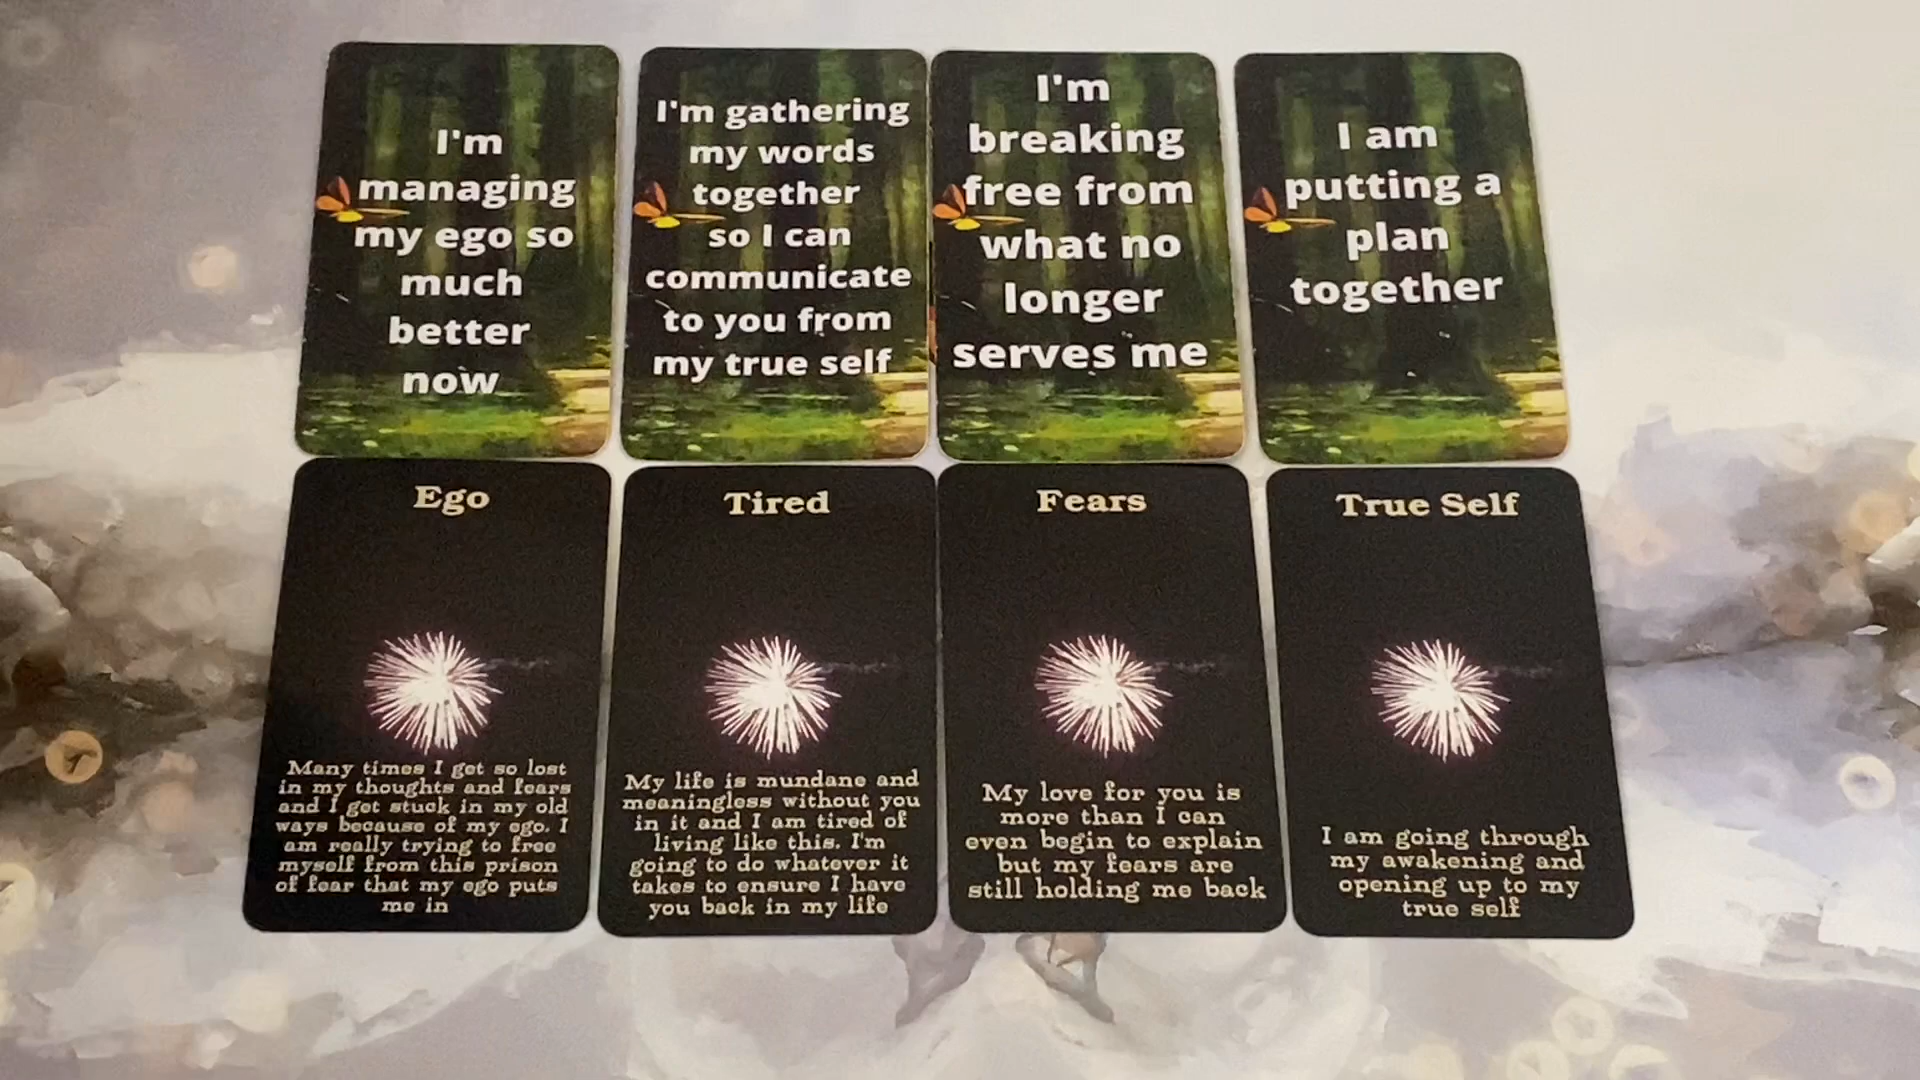 I'm
managing
my ego so
much
better
now
I'm gathering
my words
together
so I can
communicate
to you from
my true self
I'm
breaking
free from
what no
longer
serves me
I am
putting a
plan
together
Ego
Many times I get so lost
in my thoughts and fears
and I get stuck in my old
ways because of my ego. I
am really trying to free
myself from this prison
of fear that my ego puts
me in
Tired
My life is mundane and
meaningless without you
in it and I am tired of
living like this. I'm
going to do whatever it
takes to ensure I have
you back in my life
Fears
My love for you is
more than I can
even begin to explain
but my fears are
still holding me back
True Self
I am going through
my awakening and
opening up to my
true self